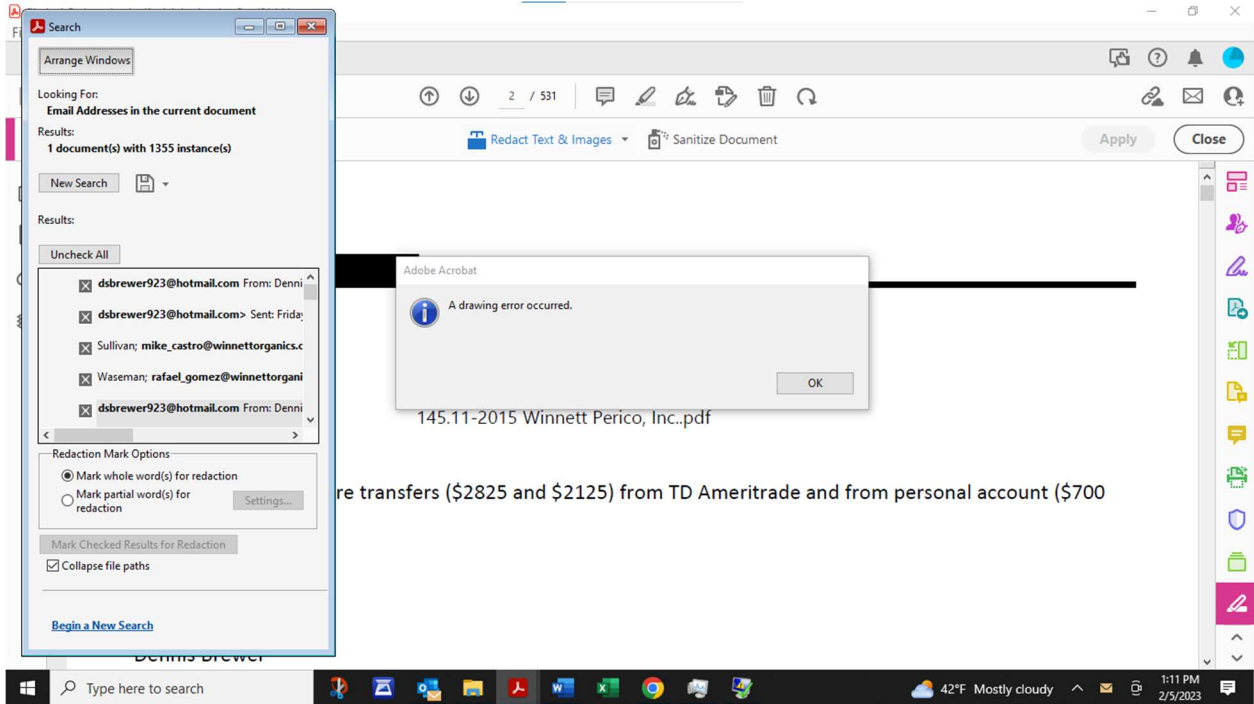 Search
Arrange Windows
Looking For:
Email Addresses in the current document
Results:
1 document(s) with 1355 instance(s)
New Search
Results:
Uncheck All
dsbrewer923@hotmail.com From: Denni
dsbrewer923@hotmail.com> Sent: Friday
Sullivan; mike_castro@winnettorganics.c
Waseman; rafael_gomez@winnettorgani
dsbrewer923@hotmail.com From: Denni
Redaction Mark Options
Mark whole word(s) for redaction
Mark partial word(s) for
redaction
Settings...
Mark Checked Results for Redaction
Collapse file paths
Begin a New Search
2 / 531
Redact Text & Images
Sanitize Document
Apply
Close
Adobe Acrobat
A drawing error occurred.
OK
145.11-2015 Winnett Perico, Inc..pdf
re transfers ($2825 and $2125) from TD Ameritrade and from personal account ($700
Dennis Brewer
Type here to search
42°F Mostly cloudy
1:11 PM
2/5/2023